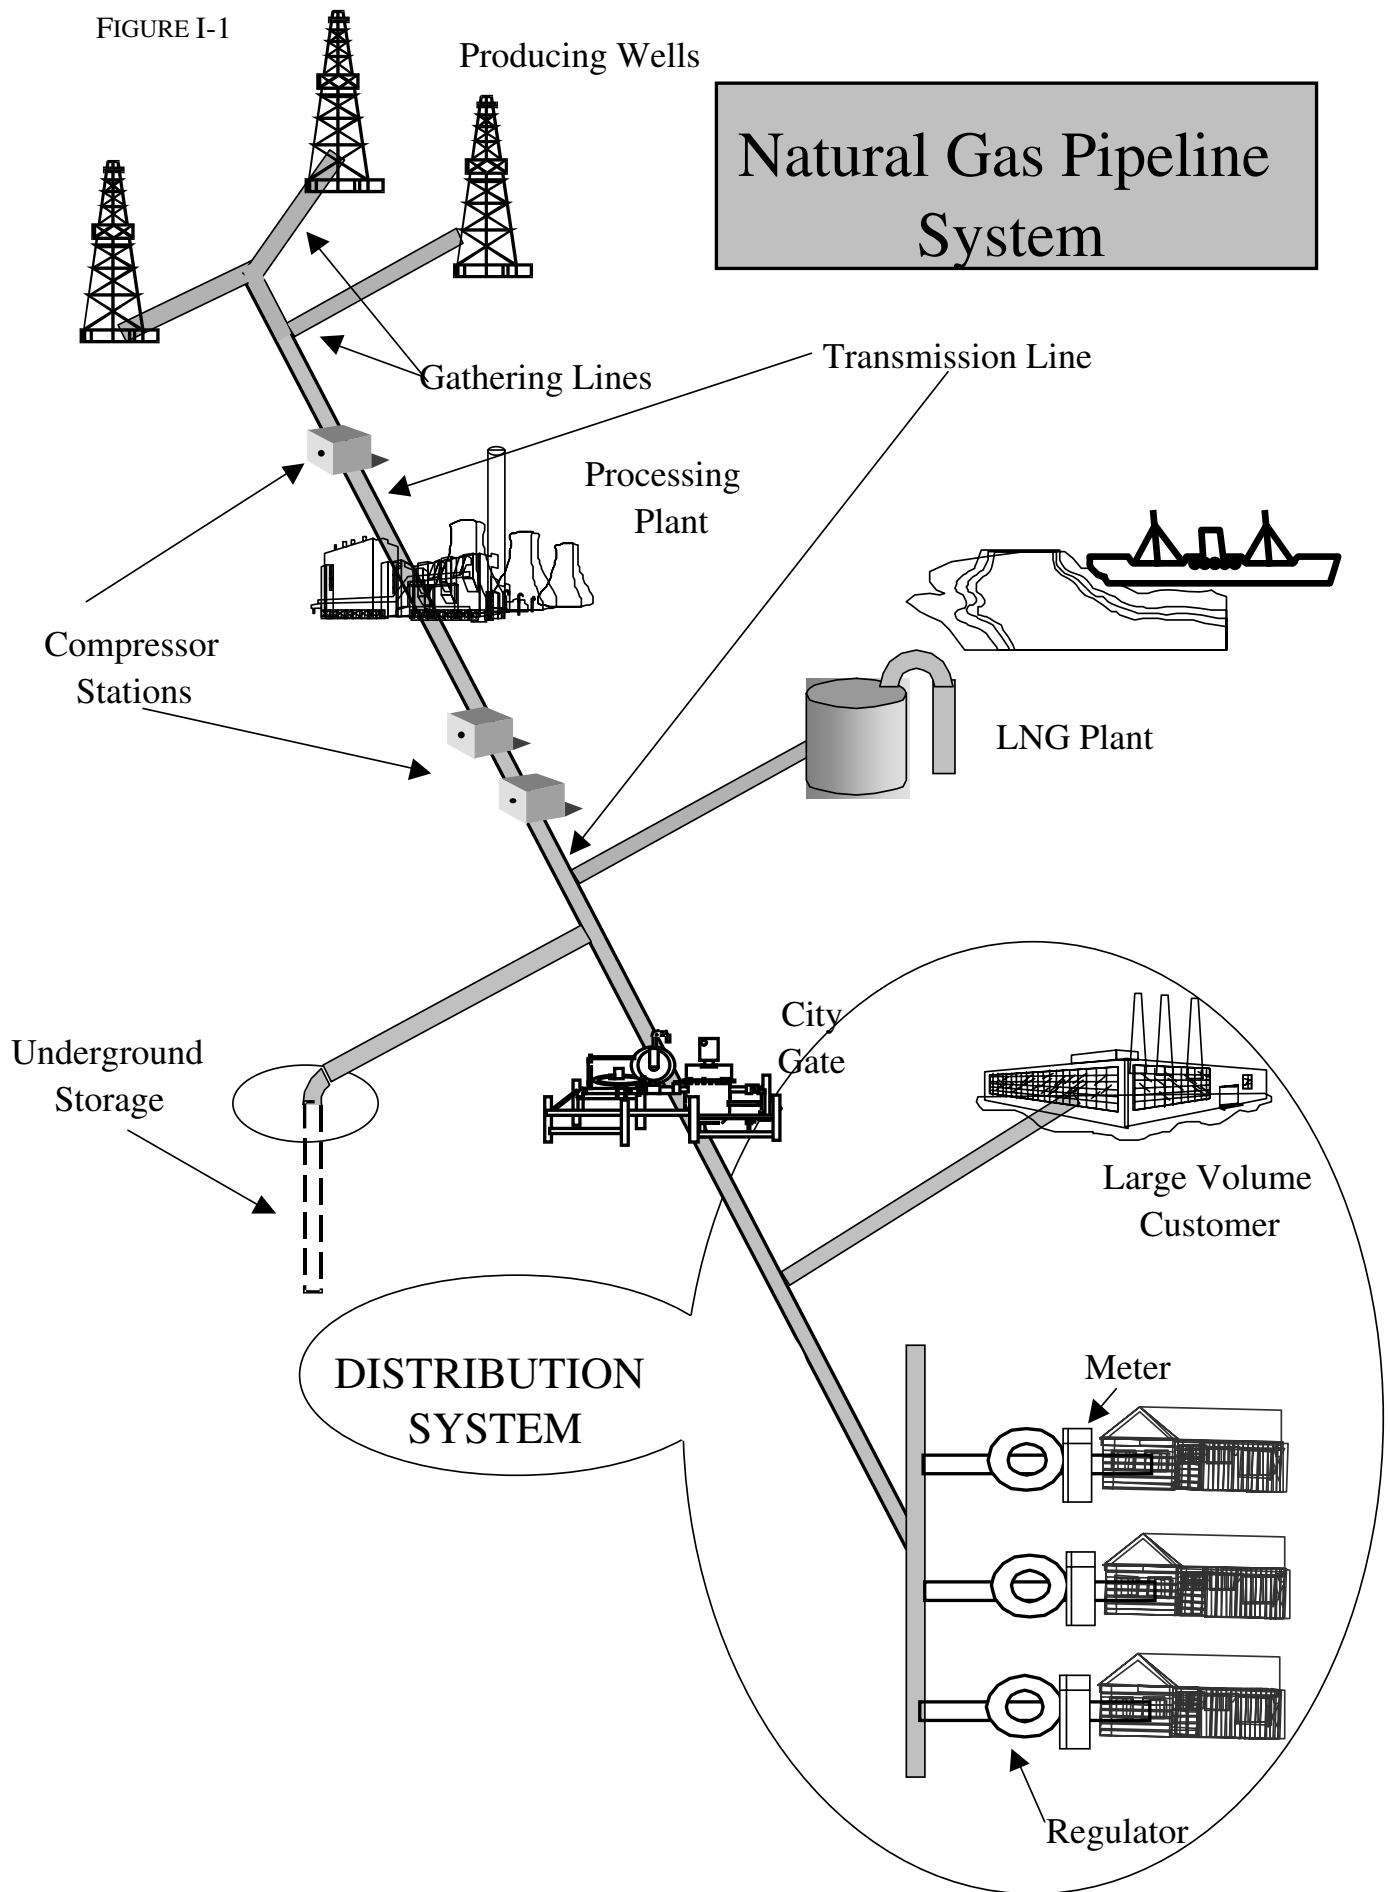 FIGURE I-1
Producing Wells
Natural Gas Pipeline
System
Gathering Lines
Transmission Line
Processing
Plant
Compressor
Stations
LNG Plant
City
Gate
Underground
Storage
Large Volume
Customer
DISTRIBUTION
SYSTEM
Meter
Regulator